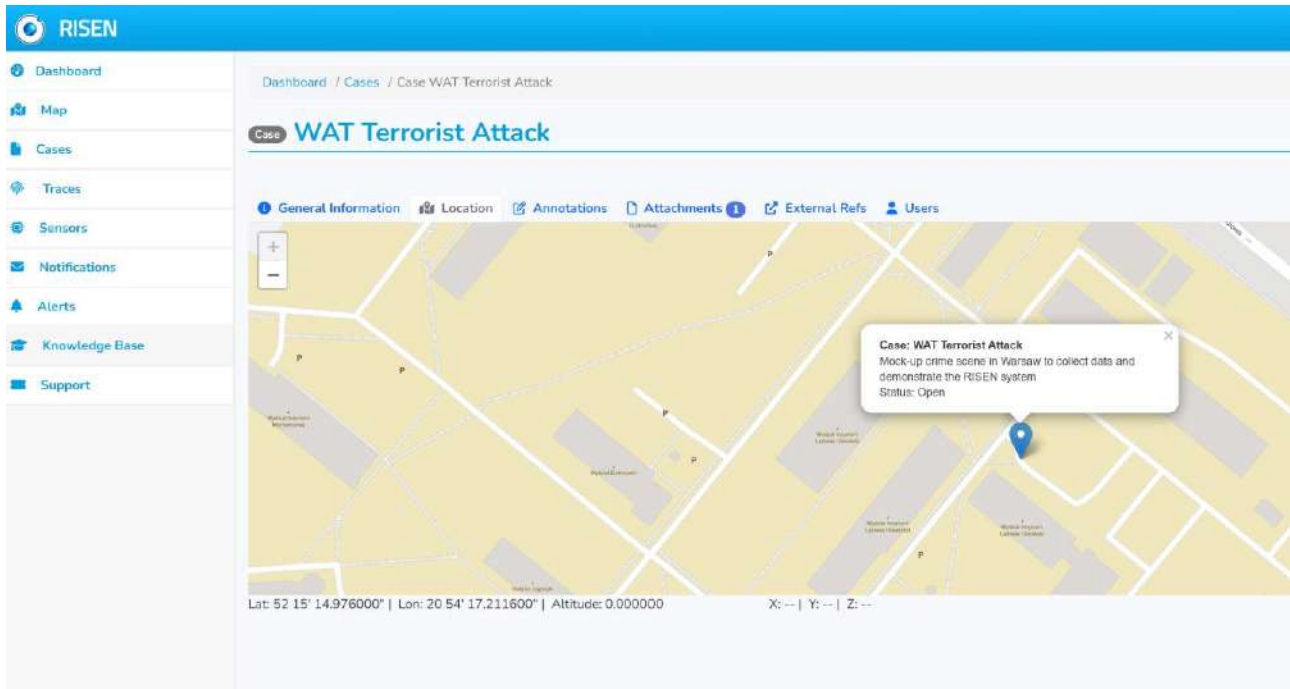 RISEN
Dashboard
Map
Cases
Traces
Sensors
Notifications
Alerts
Knowledge Base
Support
Dashboard / Cases / Case WAT Terrorist Attack
Case WAT Terrorist Attack
General Information Location Annotations Attachments 1 External Refs Users
+
−
P
P
P
P
P
P
Case: WAT Terrorist Attack
×
Mock-up crime scene in Warsaw to collect data and
demonstrate the RISEN system
Status: Open
Lat: 52 15' 14.976000" | Lon: 20 54' 17.211600" | Altitude: 0.000000 X: -- | Y: -- | Z: --